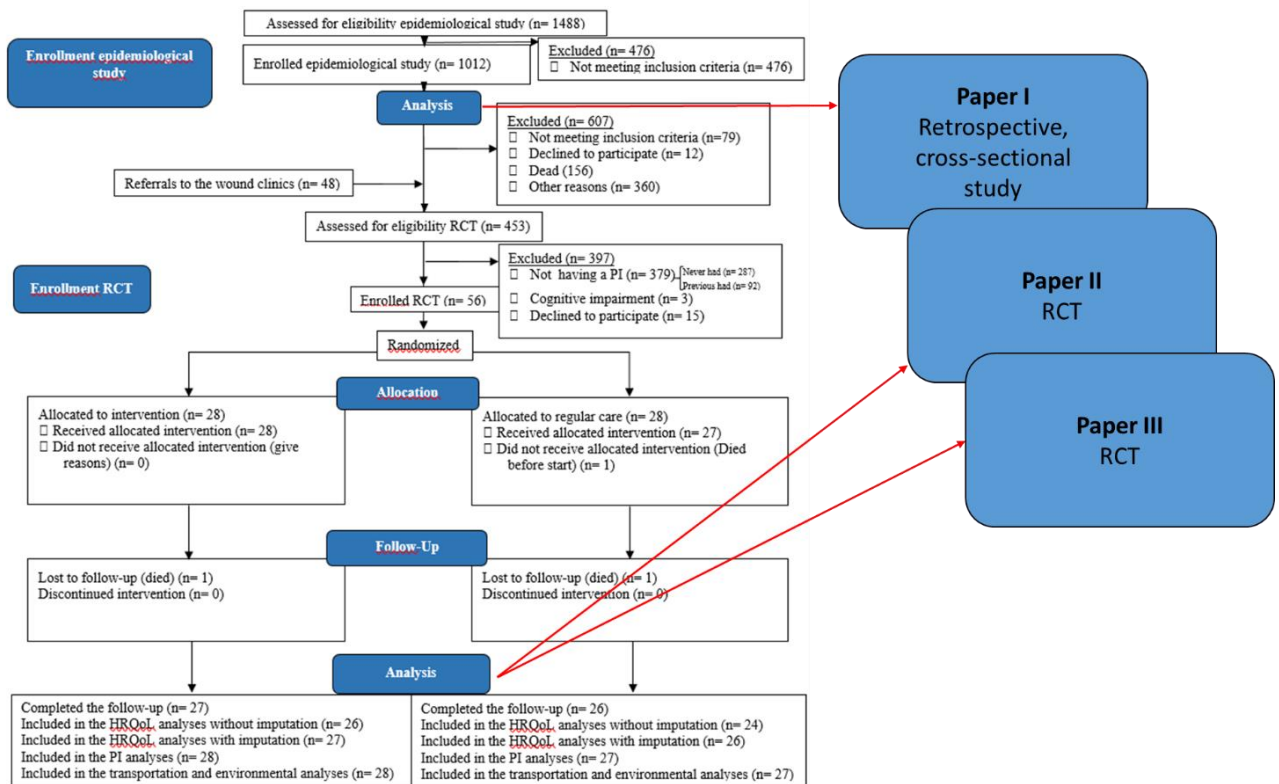 Assessed for eligibility epidemiological study (n= 1488)
Enrollment epidemiological
study
Excluded (n= 476)
▯ Not meeting inclusion criteria (n= 476)
Enrolled epidemiological study (n= 1012)
Analysis
Excluded (n= 607)
▯ Not meeting inclusion criteria (n=79)
▯ Declined to participate (n= 12)
▯ Dead (156)
▯ Other reasons (n= 360)
Referrals to the wound clinics (n= 48)
Assessed for eligibility RCT (n= 453)
Enrollment RCT
Excluded (n= 397)
▯ Not having a PI (n= 379)
Never had (n= 287)
Previous had (n= 92)
▯ Cognitive impairment (n= 3)
▯ Declined to participate (n= 15)
Enrolled RCT (n= 56)
Randomized
Allocation
Allocated to intervention (n= 28)
▯ Received allocated intervention (n= 28)
▯ Did not receive allocated intervention (give
reasons) (n= 0)
Allocated to regular care (n= 28)
▯ Received allocated intervention (n= 27)
▯ Did not receive allocated intervention (Died
before start) (n= 1)
Follow-Up
Lost to follow-up (died) (n= 1)
Discontinued intervention (n= 0)
Lost to follow-up (died) (n= 1)
Discontinued intervention (n= 0)
Analysis
Completed the follow-up (n= 27)
Included in the HRQoL analyses without imputation (n= 26)
Included in the HRQoL analyses with imputation (n= 27)
Included in the PI analyses (n= 28)
Included in the transportation and environmental analyses (n= 28)
Completed the follow-up (n= 26)
Included in the HRQoL analyses without imputation (n= 24)
Included in the HRQoL analyses with imputation (n= 26)
Included in the PI analyses (n= 27)
Included in the transportation and environmental analyses (n= 27)
Paper I
Retrospective,
cross-sectional
study
Paper II
RCT
Paper III
RCT